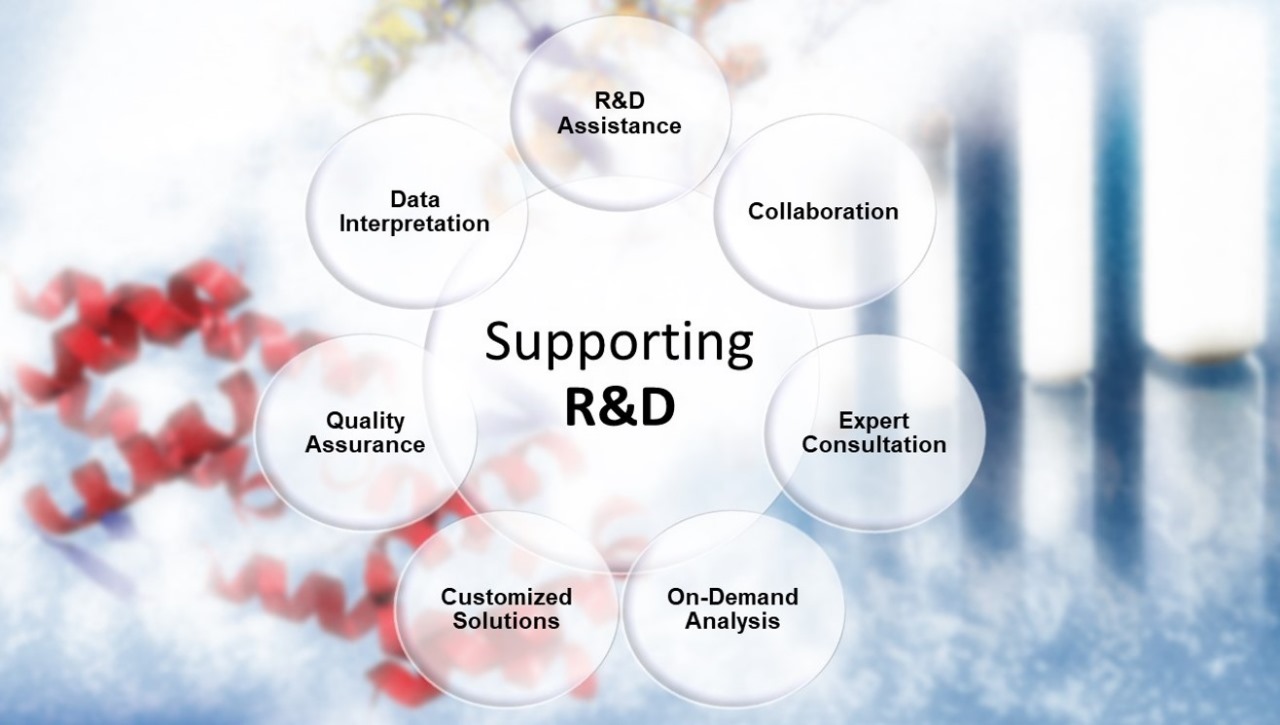 R&D
Assistance
Data
Interpretation
Collaboration
Supporting
R&D
Quality
Assurance
Expert
Consultation
Customized
Solutions
On-Demand
Analysis